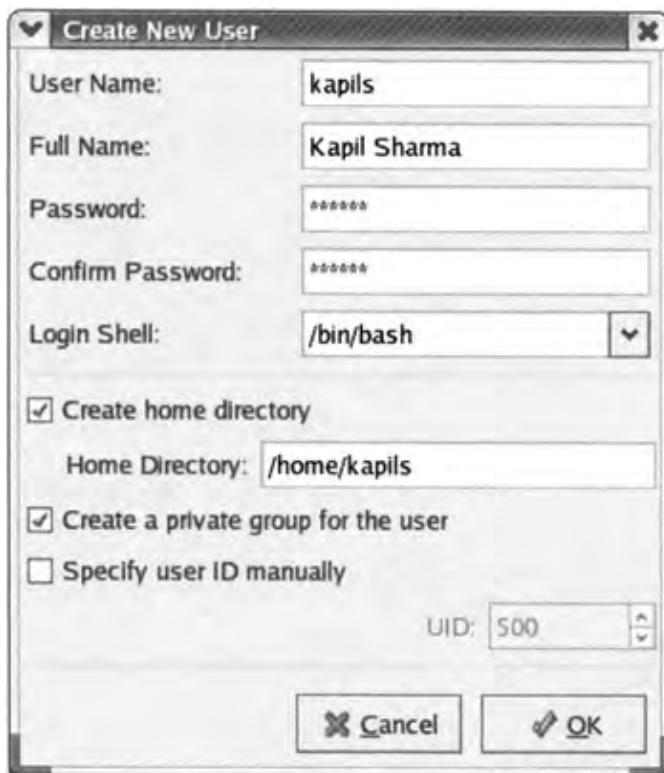 Create New User
User Name: kapils
Full Name: Kapil Sharma
Password: ******
Confirm Password: ******
Login Shell: /bin/bash
Create home directory
Home Directory: /home/kapils
Create a private group for the user
Specify user ID manually
UID: 500
Cancel OK